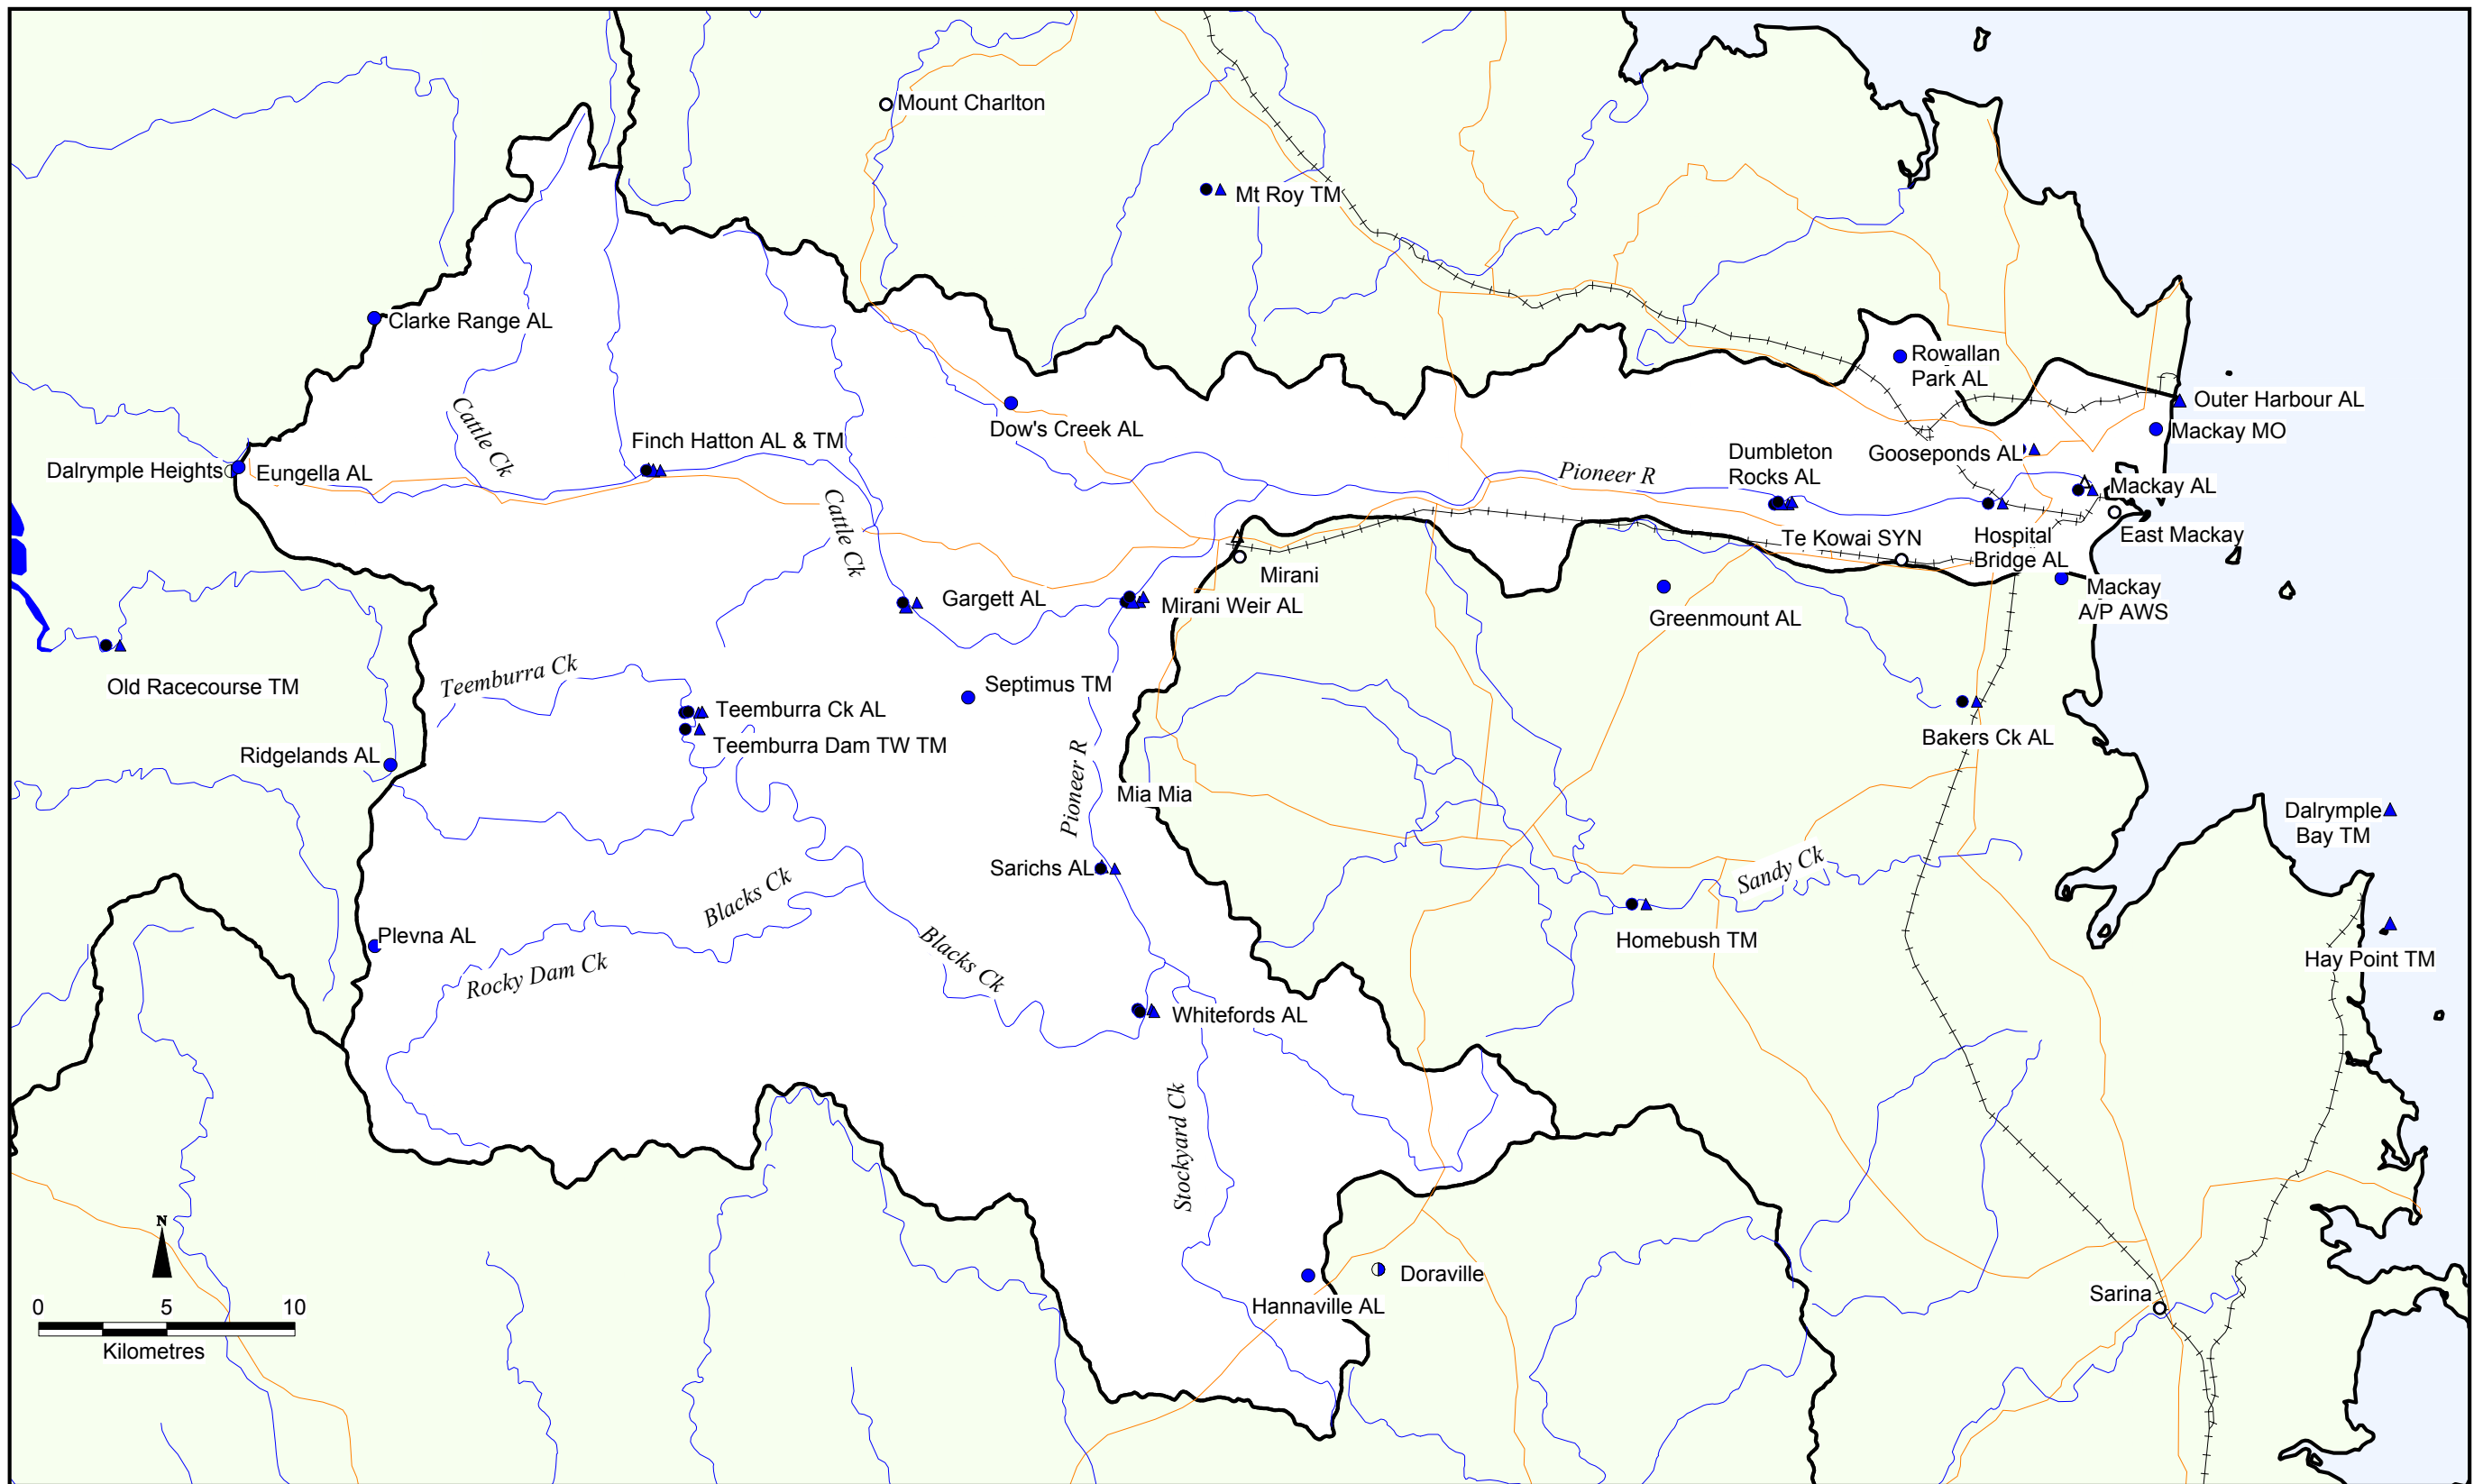 Mount Charlton
Mt Roy TM
Clarke Range AL
Rowallan
Park AL
Outer Harbour AL
Mackay MO
Dow's Creek AL
Cattle Ck
Finch Hatton AL & TM
Dalrymple Heights
Eungella AL
Dumbleton
Rocks AL
Gooseponds AL
Pioneer R
Mackay AL
Cattle Ck
Te Kowai SYN
Hospital
Bridge AL
East Mackay
Mirani
Gargett AL
Mirani Weir AL
Greenmount AL
Mackay
A/P AWS
Old Racecourse TM
Teemburra Ck
Septimus TM
Teemburra Ck AL
Teemburra Dam TW TM
Bakers Ck AL
Ridgelands AL
Pioneer R
Mia Mia
Dalrymple
Bay TM
Sarichs AL
Sandy Ck
Blacks Ck
Plevna AL
Blacks Ck
Homebush TM
Hay Point TM
Rocky Dam Ck
Whitefords AL
Stockyard Ck
N
Doraville
Hannaville AL
Sarina
0 5 10
Kilometres